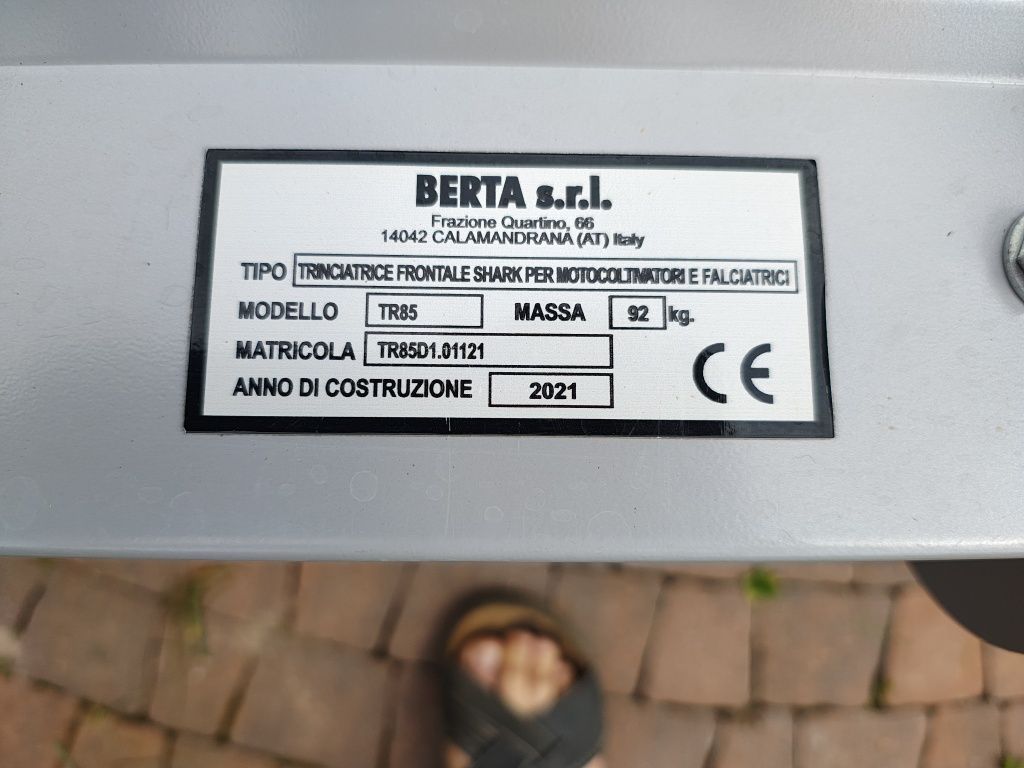 BERTA s.r.l.
Frazione Quartino, 66
14042 CALAMANDRANA (AT) Italy
TIPO TRINCIATRICE FRONTALE SHARK PER MOTOCOLTIVATORI E FALCIATRICI
MODELLO TR85 MASSA 92 kg.
MATRICOLA TR85D1.01121
ANNO DI COSTRUZIONE 2021
CE